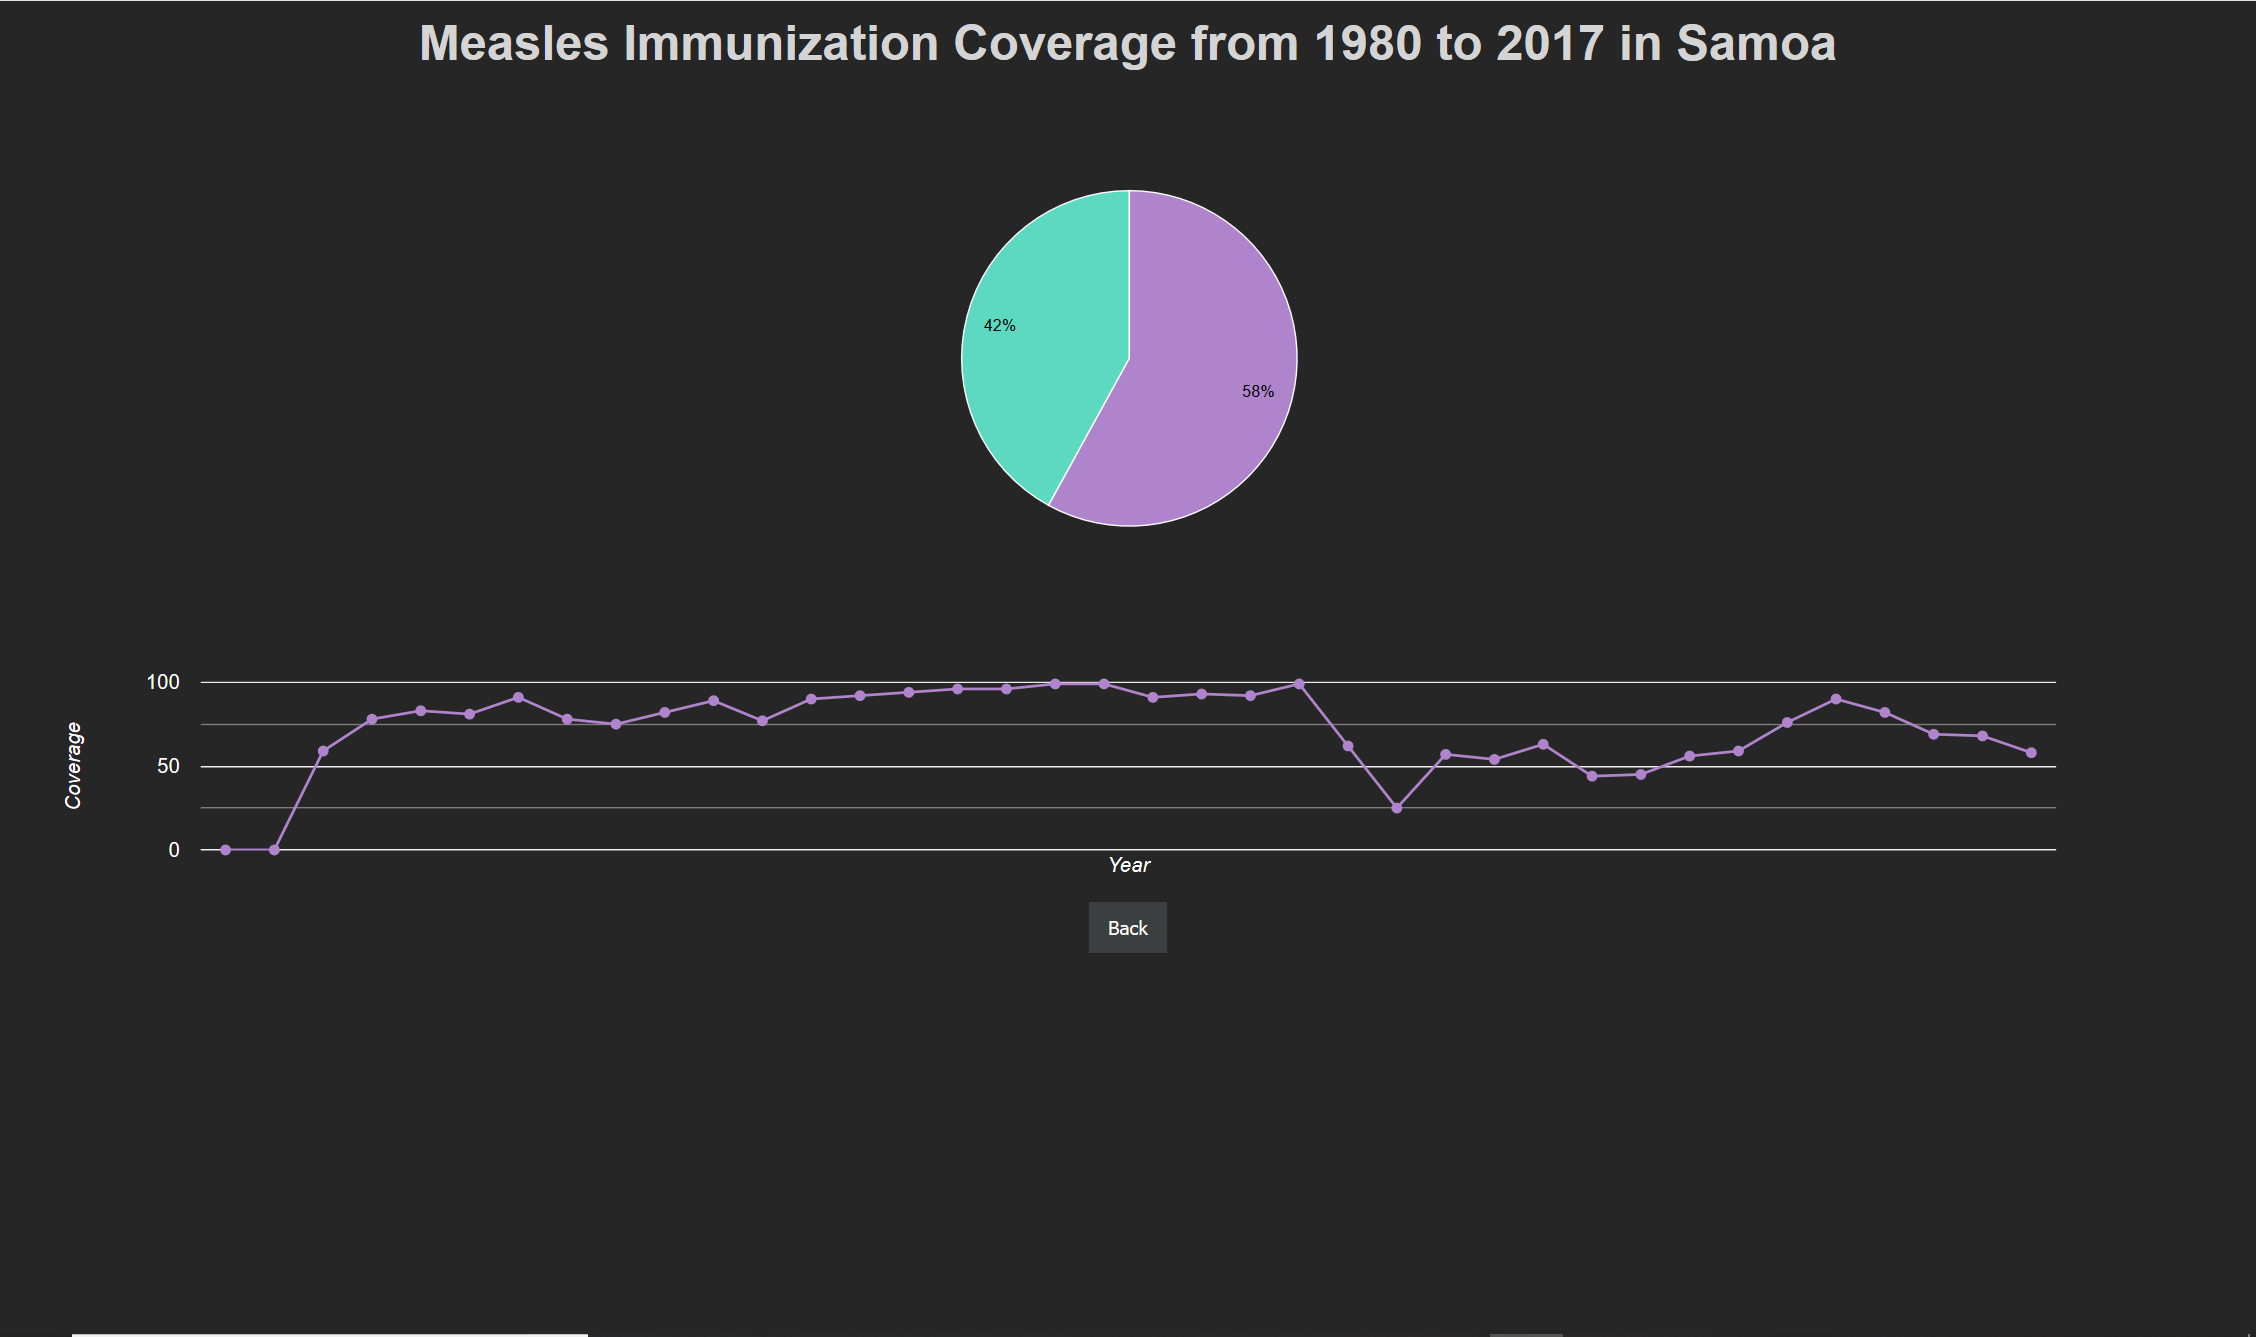 Measles Immunization Coverage from 1980 to 2017 in Samoa
42%
58%
100
50
0
Coverage
Year
Back